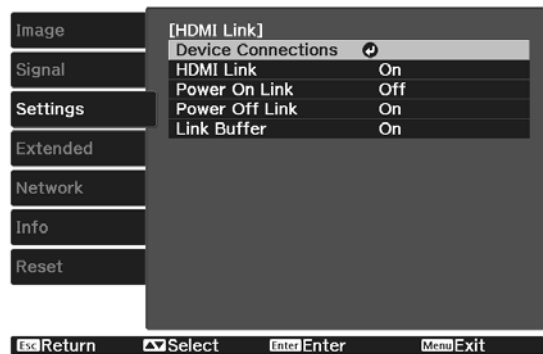 Image
Signal
Settings
Extended
Network
Info
Reset
[HDMI Link]
Device Connections
HDMI Link On
Power On Link Off
Power Off Link On
Link Buffer On
Esc Return Select Enter Enter Menu Exit